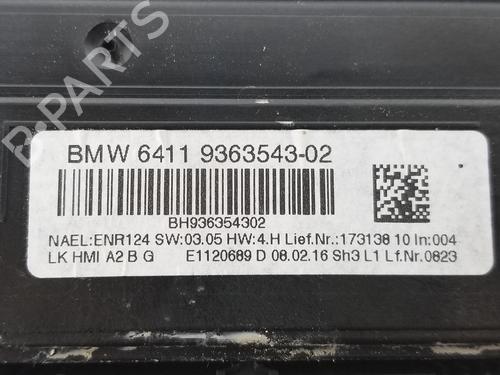 BMW 6411 9363543-02
BH936354302
NAEL:ENR124 SW:03.05 HW:4.H Lief.Nr.:173138 10 In:004
LK HMI A2 B G E1120689 D 08.02.16 Sh3 L1 Lf.Nr.0823
B-PARTS